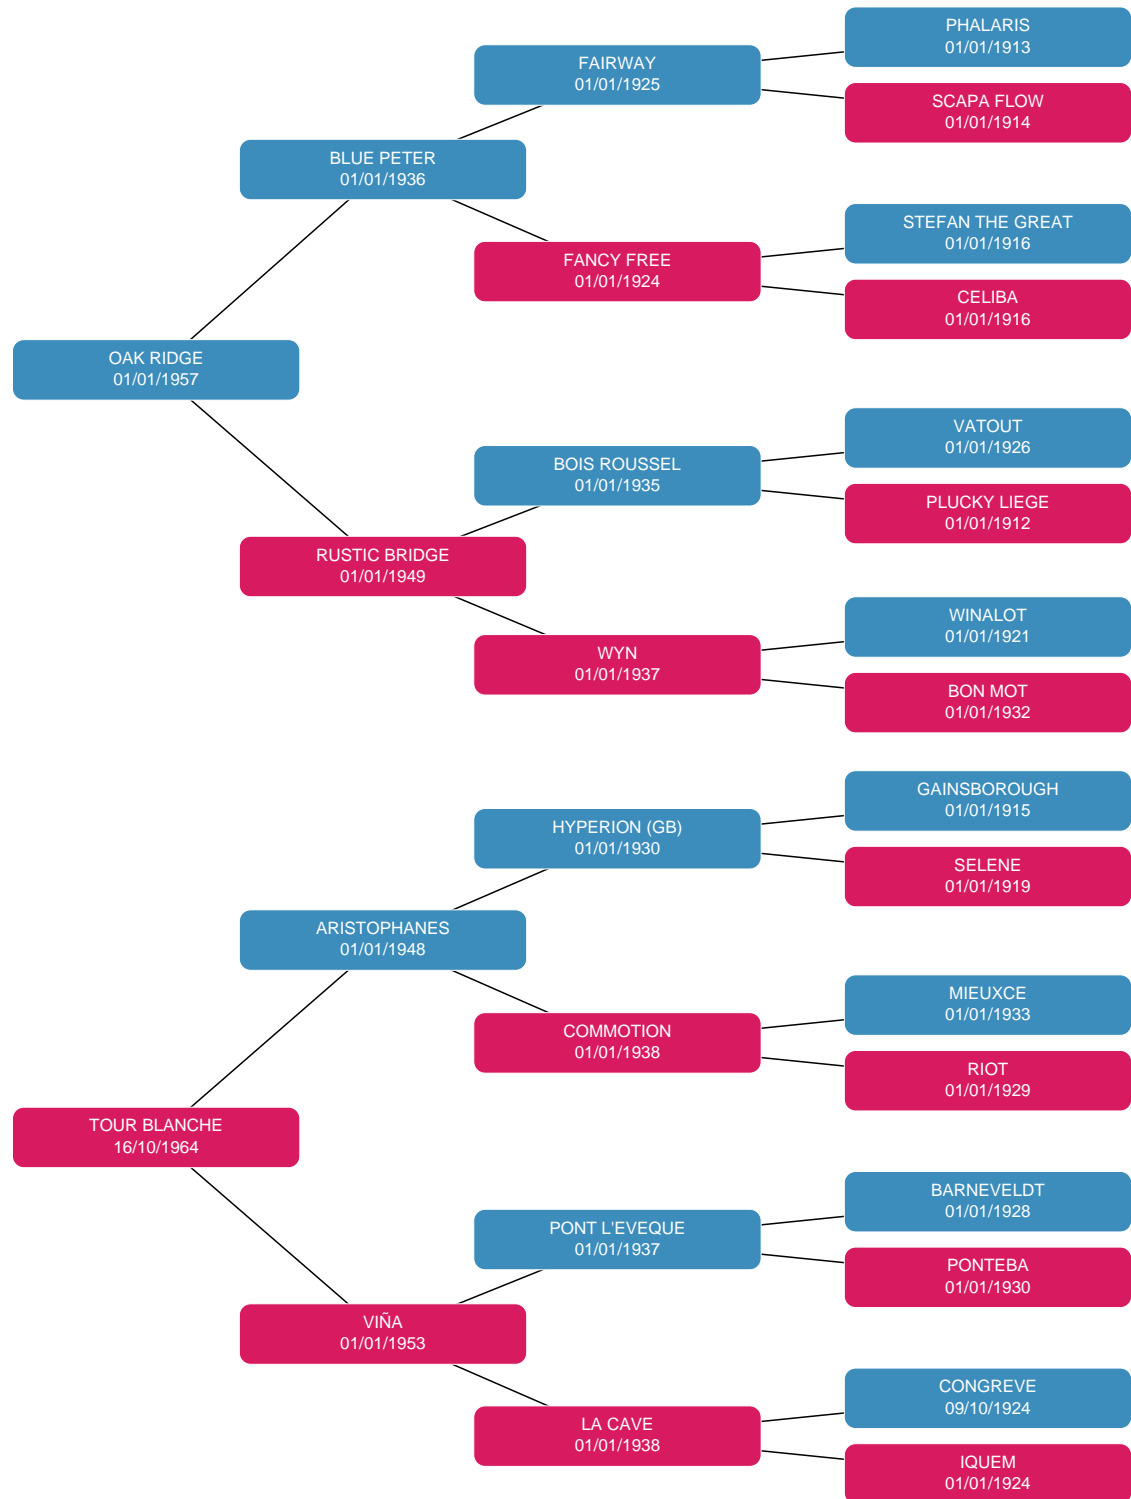 PHALARIS
01/01/1913
FAIRWAY
01/01/1925
SCAPA FLOW
01/01/1914
BLUE PETER
01/01/1936
STEFAN THE GREAT
01/01/1916
FANCY FREE
01/01/1924
CELIBA
01/01/1916
OAK RIDGE
01/01/1957
VATOUT
01/01/1926
BOIS ROUSSEL
01/01/1935
PLUCKY LIEGE
01/01/1912
RUSTIC BRIDGE
01/01/1949
WINALOT
01/01/1921
WYN
01/01/1937
BON MOT
01/01/1932
GAINSBOROUGH
01/01/1915
HYPERION (GB)
01/01/1930
SELENE
01/01/1919
ARISTOPHANES
01/01/1948
MIEUXCE
01/01/1933
COMMOTION
01/01/1938
RIOT
01/01/1929
TOUR BLANCHE
16/10/1964
BARNEVELDT
01/01/1928
PONT L'EVEQUE
01/01/1937
PONTEBA
01/01/1930
VIÑA
01/01/1953
CONGREVE
09/10/1924
LA CAVE
01/01/1938
IQUEM
01/01/1924